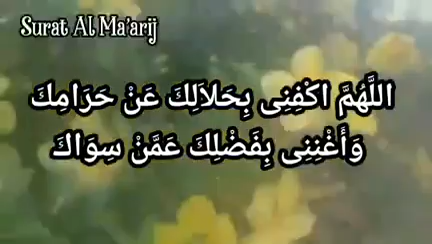 Surat Al Ma'arij
اللَّهُمَّ اكْفِنِى بِحَلاَلِكَ عَنْ حَرَامِكَ
وَأَغْنِنِى بِفَضْلِكَ عَمَّنْ سِوَاكَ